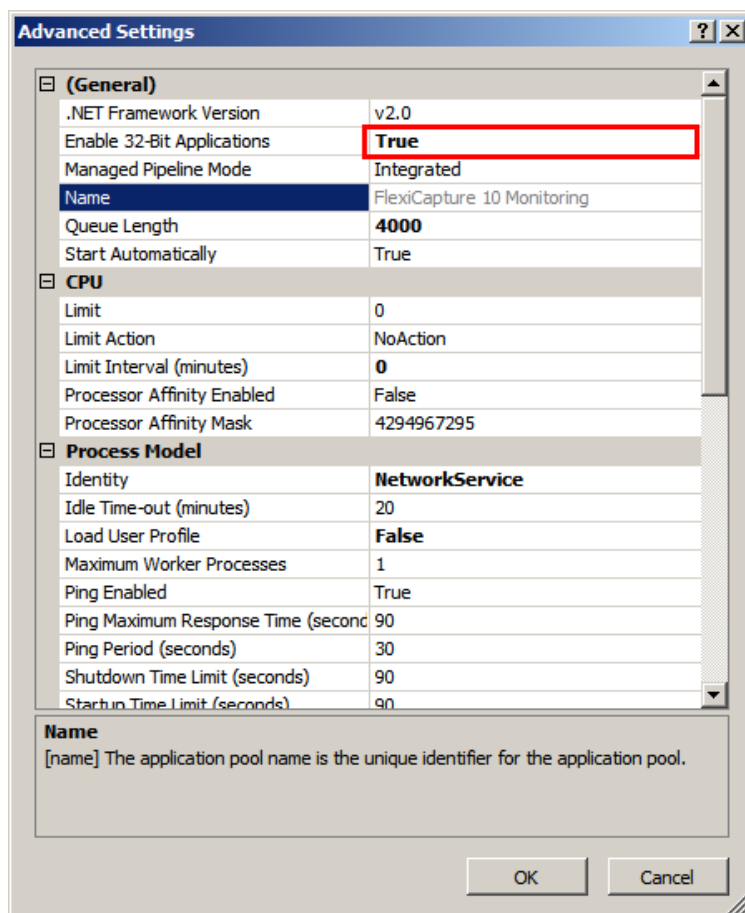 Advanced Settings
(General)
.NET Framework Version v2.0
Enable 32-Bit Applications True
Managed Pipeline Mode Integrated
Name FlexiCapture 10 Monitoring
Queue Length 4000
Start Automatically True
CPU
Limit 0
Limit Action NoAction
Limit Interval (minutes) 0
Processor Affinity Enabled False
Processor Affinity Mask 4294967295
Process Model
Identity NetworkService
Idle Time-out (minutes) 20
Load User Profile False
Maximum Worker Processes 1
Ping Enabled True
Ping Maximum Response Time (second 90
Ping Period (seconds) 30
Shutdown Time Limit (seconds) 90
Startup Time Limit (seconds) 90
Name
[name] The application pool name is the unique identifier for the application pool.
OK Cancel